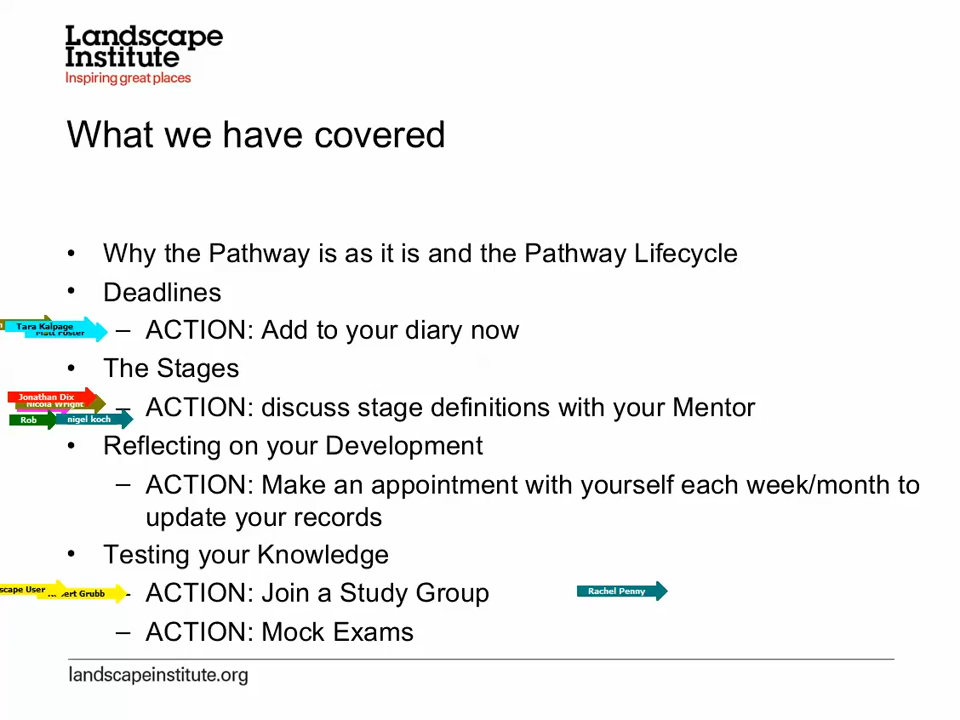 Landscape
Institute
Inspiring great places
What we have covered
• Why the Pathway is as it is and the Pathway Lifecycle
• Deadlines
Tara Kalpage
– ACTION: Add to your diary now
• The Stages
Jonathan Dix
Nicola Wright
Rob
nigel koch
– ACTION: discuss stage definitions with your Mentor
• Reflecting on your Development
– ACTION: Make an appointment with yourself each week/month to
update your records
• Testing your Knowledge
scape User
Grubb
– ACTION: Join a Study Group
Rachel Penny
– ACTION: Mock Exams
landscapeinstitute.org